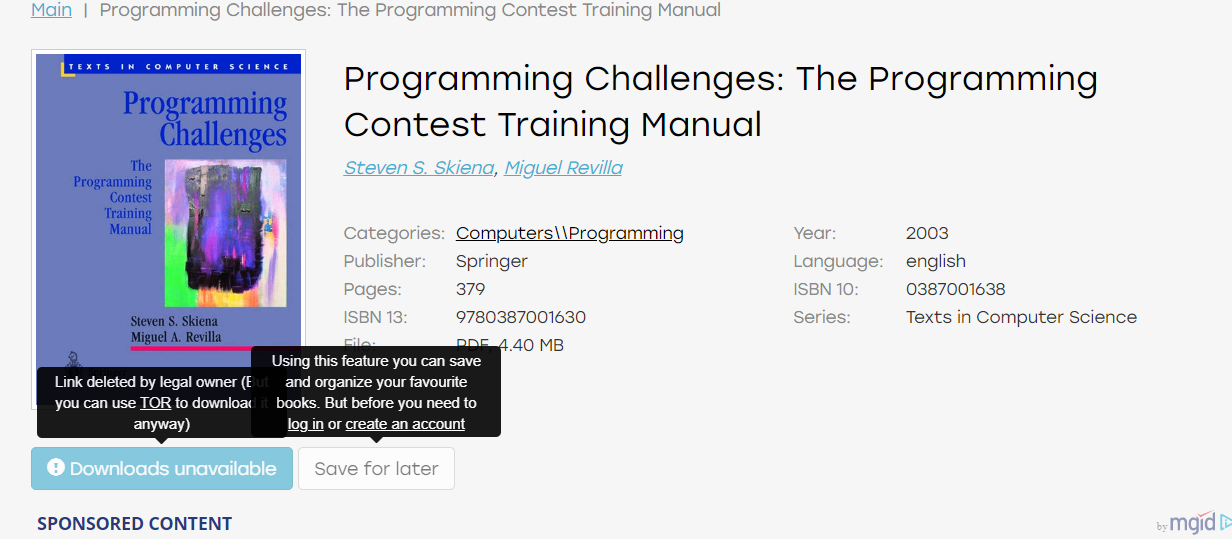 Main | Programming Challenges: The Programming Contest Training Manual
TEXTS IN COMPUTER SCIENCE
Programming
Challenges
The
Programming
Contest
Training
Manual
Steven S. Skiena
Miguel A. Revilla
Programming Challenges: The Programming
Contest Training Manual
Steven S. Skiena, Miguel Revilla
Categories: Computers\\Programming
Year: 2003
Publisher: Springer
Language: english
Pages: 379
ISBN 10: 0387001638
ISBN 13: 9780387001630
Series: Texts in Computer Science
File: PDF, 4.40 MB
Link deleted by legal owner (But
you can use TOR to download it
anyway)
Using this feature you can save
and organize your favourite
books. But before you need to
log in or create an account
Downloads unavailable
Save for later
SPONSORED CONTENT
by mgid